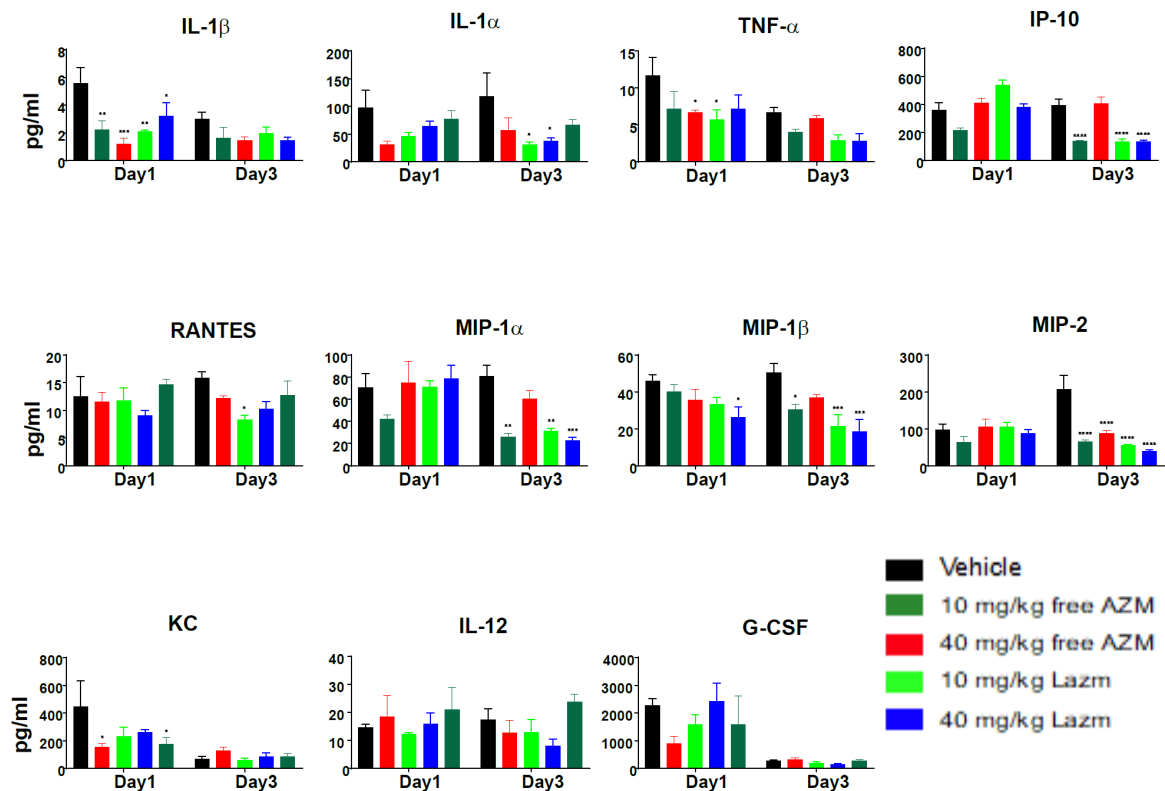 IL-1β
IL-1α
TNF-α
IP-10
pg/ml
8
6
4
2
0
** *** ** *
Day1
Day3
200
150
100
50
0
* *
Day1
Day3
15
10
5
0
* *
Day1
Day3
800
600
400
200
0
**** **** ****
Day1
Day3
RANTES
MIP-1α
MIP-1β
MIP-2
pg/ml
20
15
10
5
0
*
Day1
Day3
100
80
60
40
20
0
** ** ***
Day1
Day3
60
40
20
0
* * *** ***
Day1
Day3
300
200
100
0
**** **** **** ****
Day1
Day3
KC
IL-12
G-CSF
pg/ml
800
600
400
200
0
* *
Day1
Day3
40
30
20
10
0
Day1
Day3
4000
3000
2000
1000
0
Day1
Day3
Vehicle
10 mg/kg free AZM
40 mg/kg free AZM
10 mg/kg Lazm
40 mg/kg Lazm